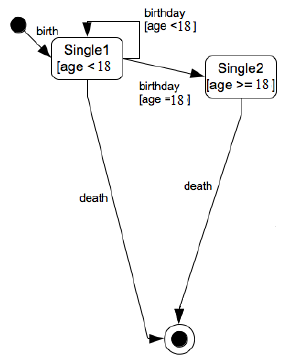 birthday
[age <18 ]
birth
Single1
[age < 18
Single2
[age >= 18 ]
birthday
[age =18 ]
death
death